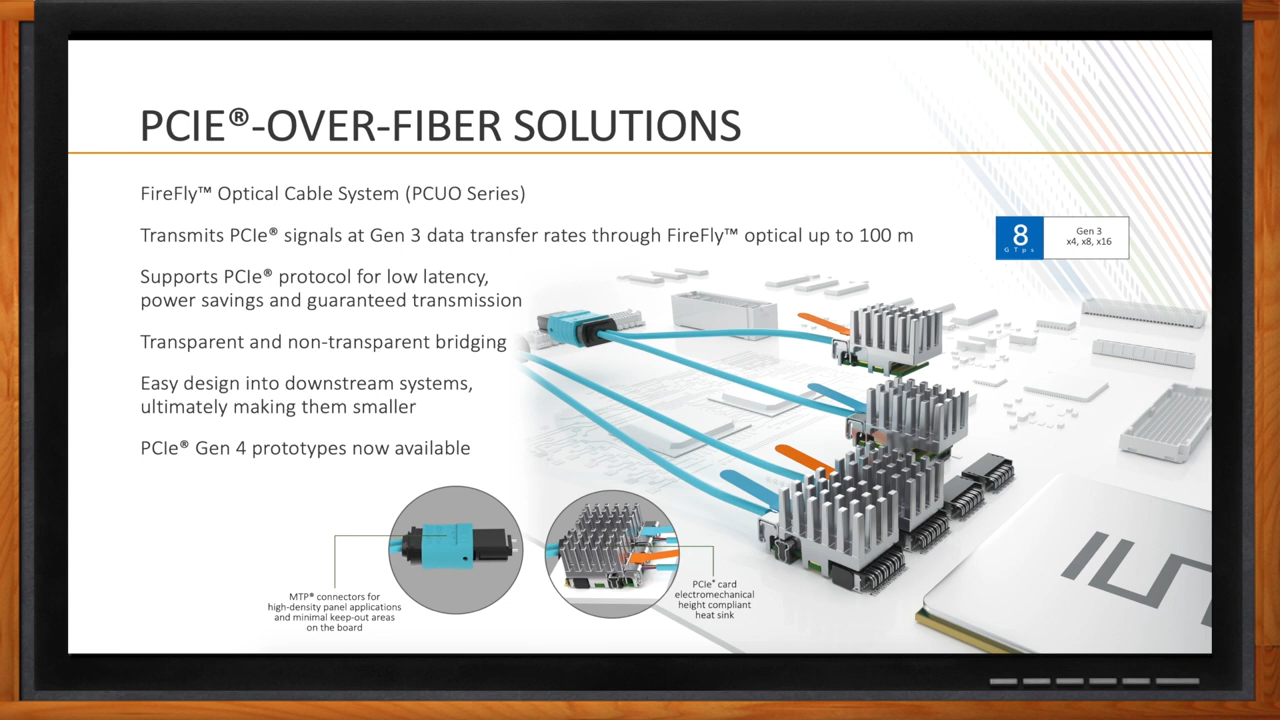 PCIE®-OVER-FIBER SOLUTIONS
FireFly™ Optical Cable System (PCUO Series)
Transmits PCIe® signals at Gen 3 data transfer rates through FireFly™ optical up to 100 m
8
GTps
Gen 3
x4, x8, x16
Supports PCIe® protocol for low latency,
power savings and guaranteed transmission
Transparent and non-transparent bridging
Easy design into downstream systems,
ultimately making them smaller
PCIe® Gen 4 prototypes now available
MTP® connectors for
high-density panel applications
and minimal keep-out areas
on the board
PCIe® card
electromechanical
height compliant
heat sink